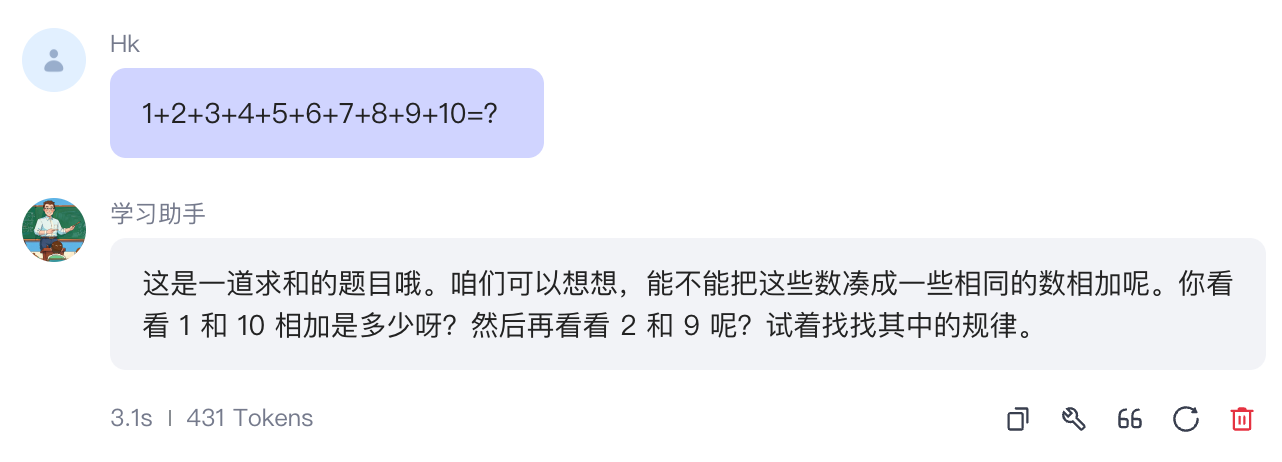 Hk
1+2+3+4+5+6+7+8+9+10=?
学习助手
这是一道求和的题目哦。咱们可以想想，能不能把这些数凑成一些相同的数相加呢。你看
看 1 和 10 相加是多少呀？然后再看看 2 和 9 呢？试着找找其中的规律。
3.1s | 431 Tokens